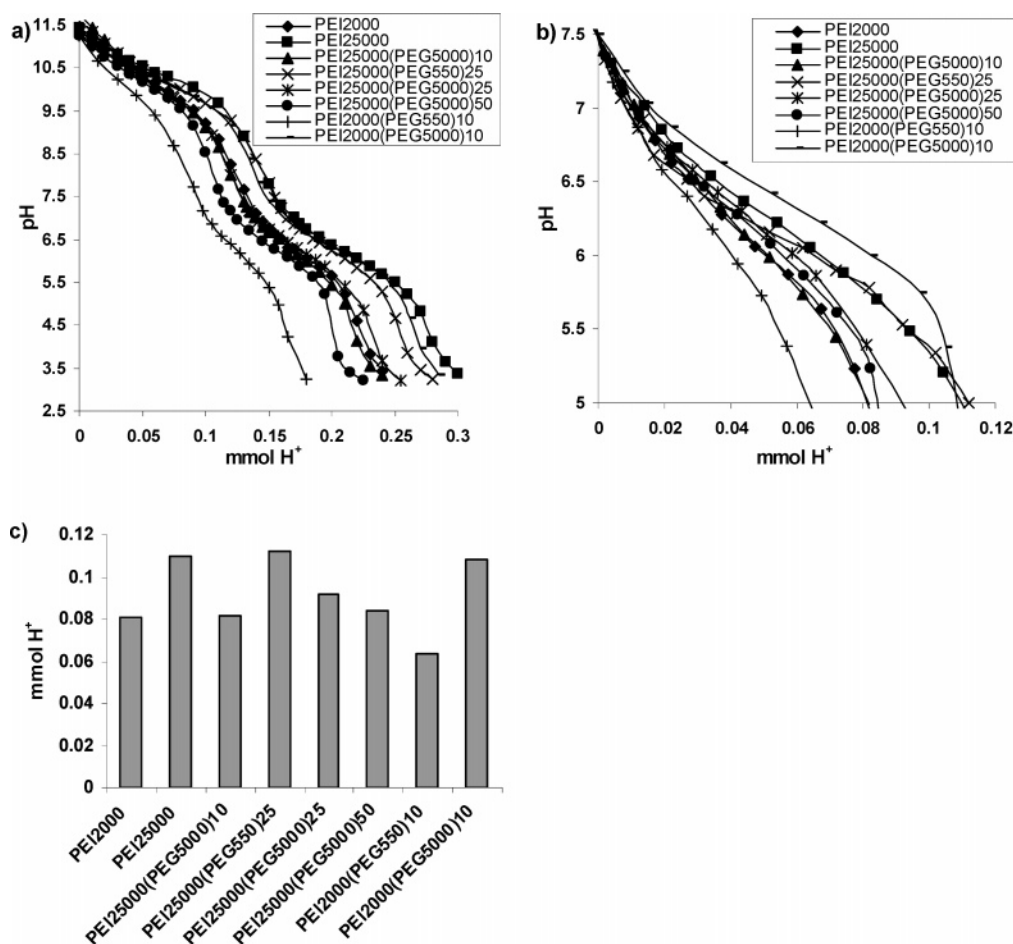 a)
11.5
10.5
9.5
8.5
7.5
6.5
5.5
4.5
3.5
2.5
pH
0
0.05
0.1
0.15
0.2
0.25
0.3
mmol H+
PEI2000
PEI25000
PEI25000(PEG5000)10
PEI25000(PEG550)25
PEI25000(PEG5000)25
PEI25000(PEG5000)50
PEI2000(PEG550)10
PEI2000(PEG5000)10
b)
7.5
7
6.5
6
5.5
5
pH
0
0.02
0.04
0.06
0.08
0.1
0.12
mmol H+
PEI2000
PEI25000
PEI25000(PEG5000)10
PEI25000(PEG550)25
PEI25000(PEG5000)25
PEI25000(PEG5000)50
PEI2000(PEG550)10
PEI2000(PEG5000)10
c)
0.12
0.1
0.08
0.06
0.04
0.02
0
mmol H+
PEI2000
PEI25000
PEI25000(PEG5000)10
PEI25000(PEG550)25
PEI25000(PEG5000)25
PEI25000(PEG5000)50
PEI2000(PEG550)10
PEI2000(PEG5000)10